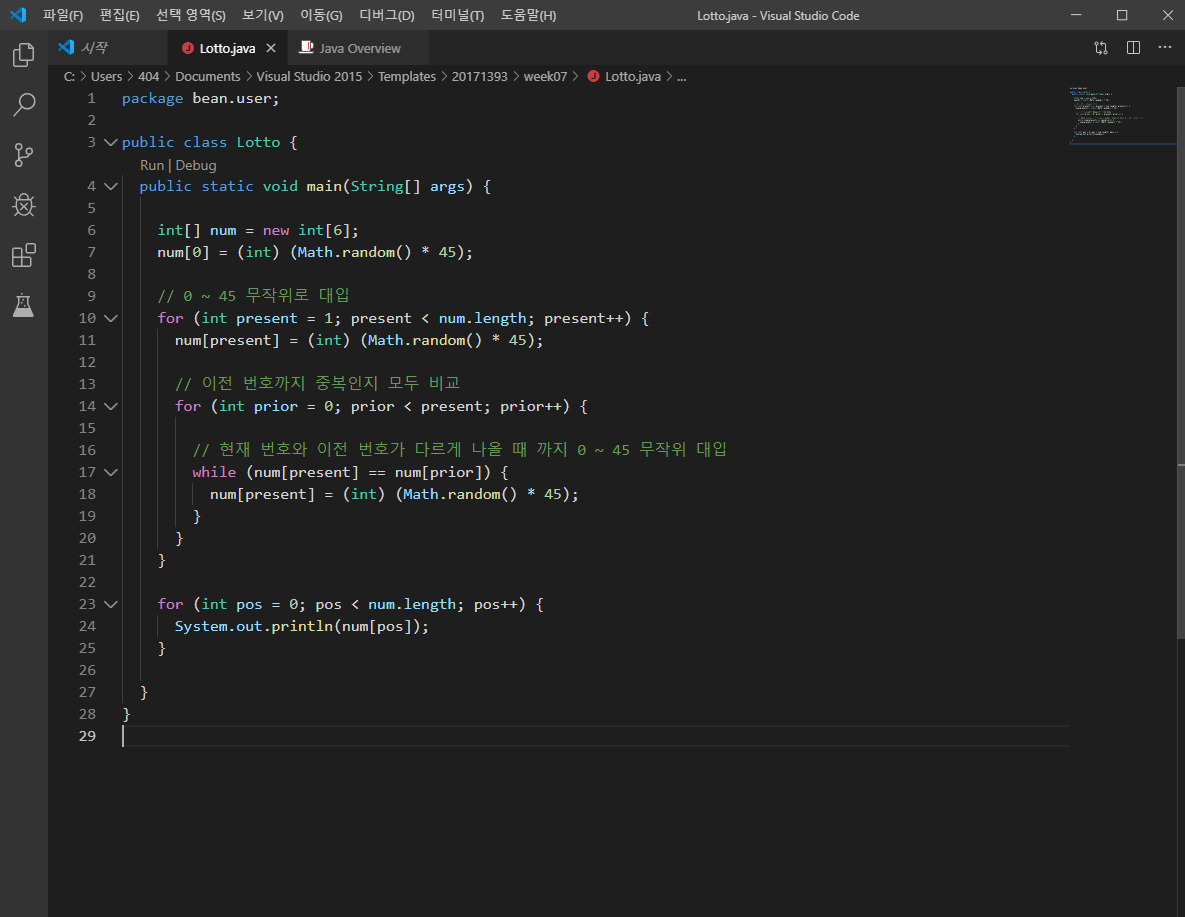 파일(F) 편집(E) 선택 영역(S) 보기(V) 이동(G) 디버그(D) 터미널(T) 도움말(H) Lotto.java - Visual Studio Code
시작 Lotto.java Java Overview
C: > Users > 404 > Documents > Visual Studio 2015 > Templates > 20171393 > week07 > Lotto.java > ...
1 package bean.user;
2
3 public class Lotto {
Run | Debug
4 public static void main(String[] args) {
5
6 int[] num = new int[6];
7 num[0] = (int) (Math.random() * 45);
8
9 // 0 ~ 45 무작위로 대입
10 for (int present = 1; present < num.length; present++) {
11 num[present] = (int) (Math.random() * 45);
12
13 // 이전 번호까지 중복인지 모두 비교
14 for (int prior = 0; prior < present; prior++) {
15
16 // 현재 번호와 이전 번호가 다르게 나올 때 까지 0 ~ 45 무작위 대입
17 while (num[present] == num[prior]) {
18 num[present] = (int) (Math.random() * 45);
19 }
20 }
21 }
22
23 for (int pos = 0; pos < num.length; pos++) {
24 System.out.println(num[pos]);
25 }
26
27 }
28 }
29